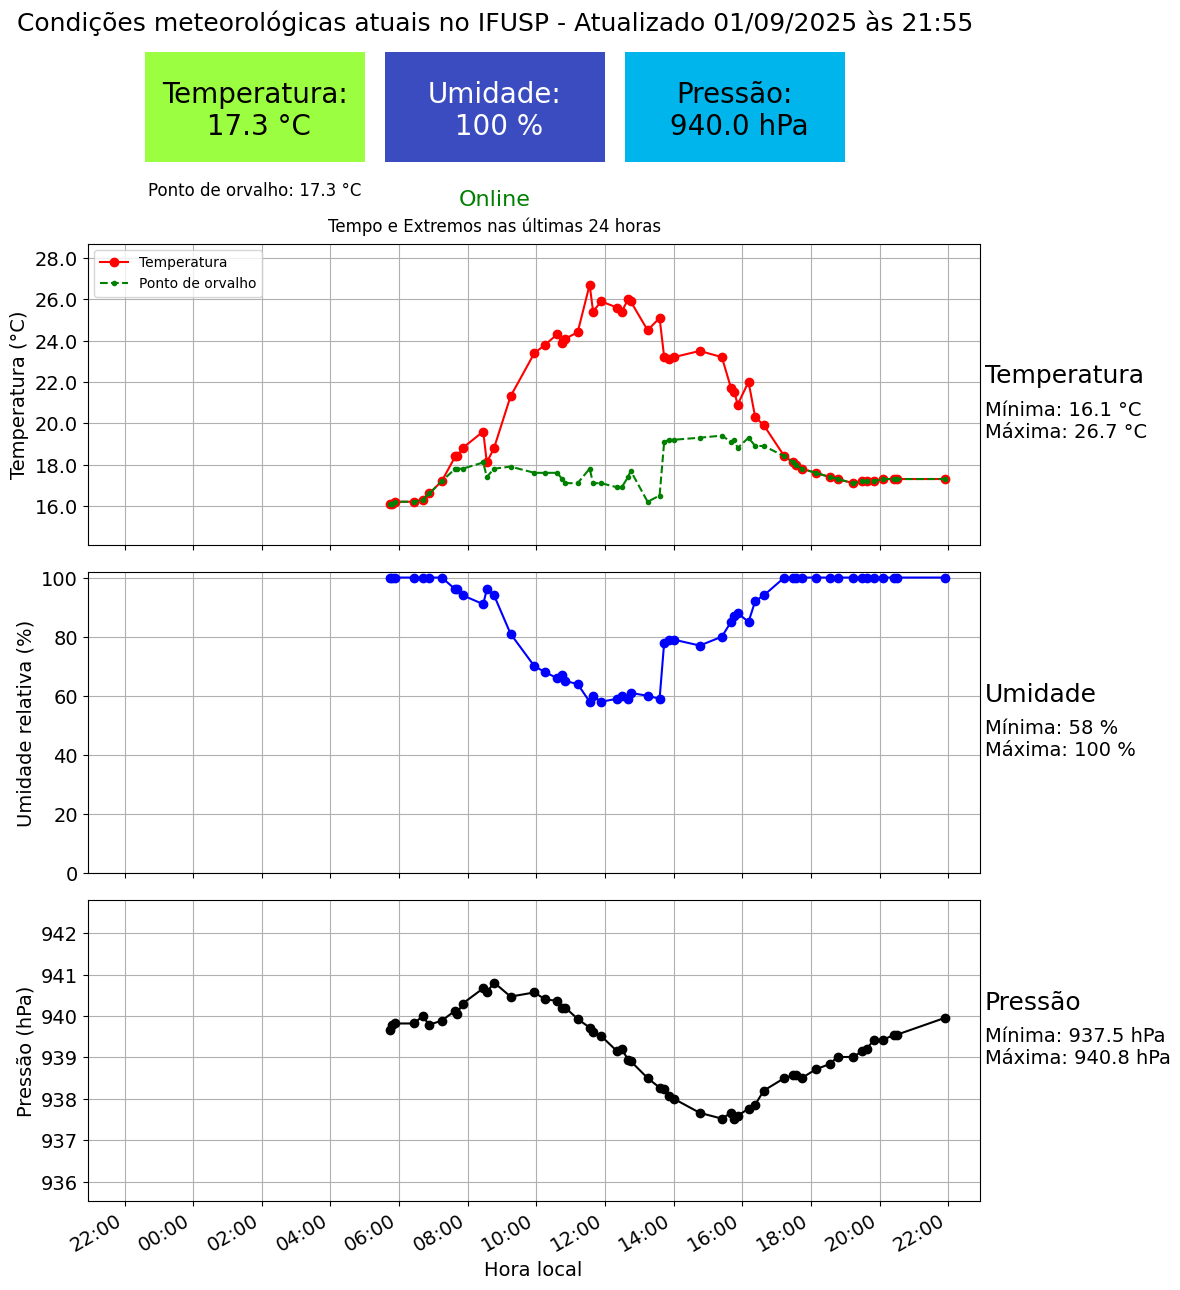 Condições meteorológicas atuais no IFUSP - Atualizado 01/09/2025 às 21:55
Temperatura:
17.3 °C
Umidade:
100 %
Pressão:
940.0 hPa
Ponto de orvalho: 17.3 °C
Online
Tempo e Extremos nas últimas 24 horas
Temperatura (°C)
28.0
26.0
24.0
22.0
20.0
18.0
16.0
Temperatura
Ponto de orvalho
Temperatura
Mínima: 16.1 °C
Máxima: 26.7 °C
Umidade relativa (%)
100
80
60
40
20
0
Umidade
Mínima: 58 %
Máxima: 100 %
Pressão (hPa)
942
941
940
939
938
937
936
Pressão
Mínima: 937.5 hPa
Máxima: 940.8 hPa
22:00
00:00
02:00
04:00
06:00
08:00
10:00
12:00
14:00
16:00
18:00
20:00
22:00
Hora local